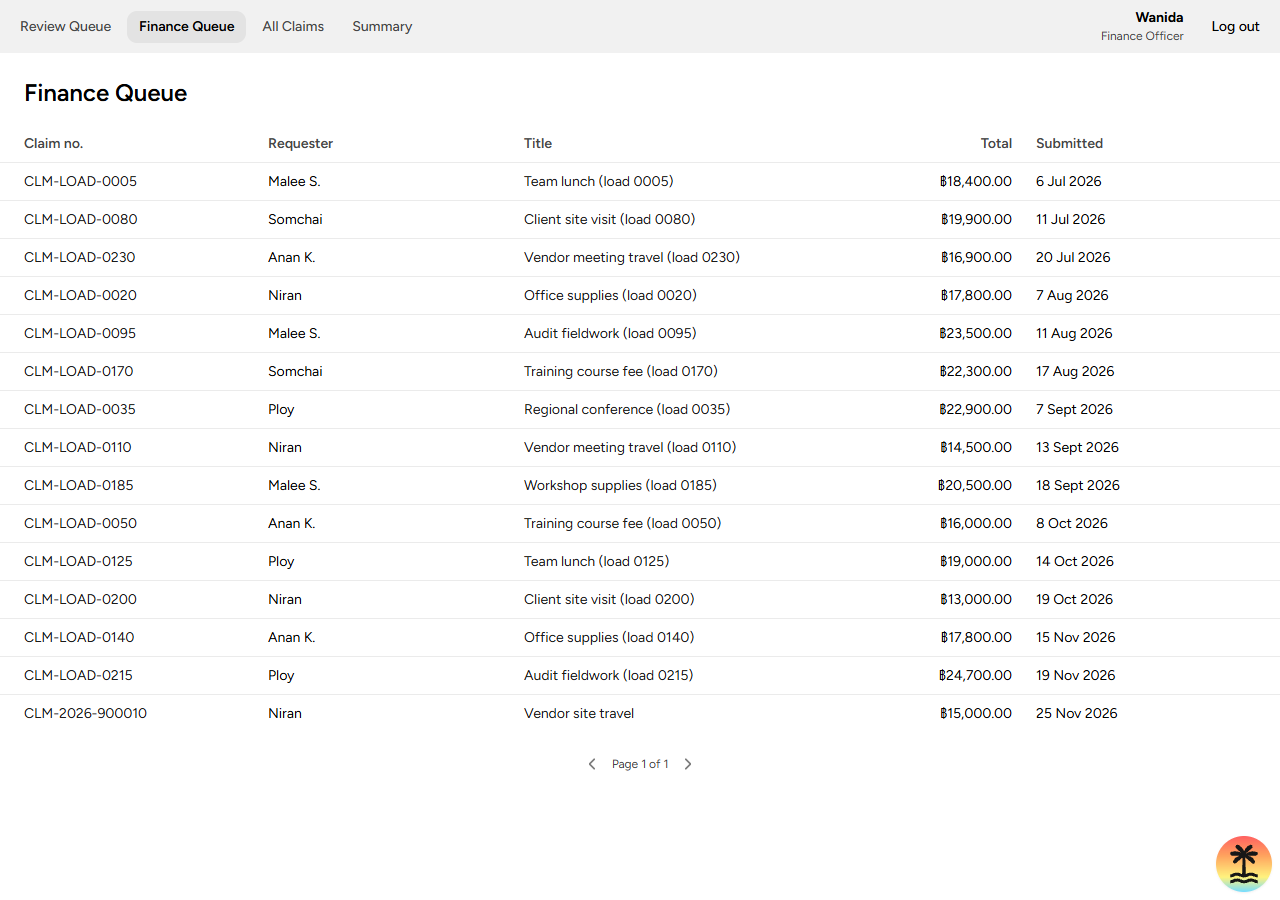 Review Queue Finance Queue All Claims Summary Wanida Log out
Finance Officer
Finance Queue
Claim no. Requester Title Total Submitted
CLM-LOAD-0005 Malee S. Team lunch (load 0005) ฿18,400.00 6 Jul 2026
CLM-LOAD-0080 Somchai Client site visit (load 0080) ฿19,900.00 11 Jul 2026
CLM-LOAD-0230 Anan K. Vendor meeting travel (load 0230) ฿16,900.00 20 Jul 2026
CLM-LOAD-0020 Niran Office supplies (load 0020) ฿17,800.00 7 Aug 2026
CLM-LOAD-0095 Malee S. Audit fieldwork (load 0095) ฿23,500.00 11 Aug 2026
CLM-LOAD-0170 Somchai Training course fee (load 0170) ฿22,300.00 17 Aug 2026
CLM-LOAD-0035 Ploy Regional conference (load 0035) ฿22,900.00 7 Sept 2026
CLM-LOAD-0110 Niran Vendor meeting travel (load 0110) ฿14,500.00 13 Sept 2026
CLM-LOAD-0185 Malee S. Workshop supplies (load 0185) ฿20,500.00 18 Sept 2026
CLM-LOAD-0050 Anan K. Training course fee (load 0050) ฿16,000.00 8 Oct 2026
CLM-LOAD-0125 Ploy Team lunch (load 0125) ฿19,000.00 14 Oct 2026
CLM-LOAD-0200 Niran Client site visit (load 0200) ฿13,000.00 19 Oct 2026
CLM-LOAD-0140 Anan K. Office supplies (load 0140) ฿17,800.00 15 Nov 2026
CLM-LOAD-0215 Ploy Audit fieldwork (load 0215) ฿24,700.00 19 Nov 2026
CLM-2026-900010 Niran Vendor site travel ฿15,000.00 25 Nov 2026
Page 1 of 1